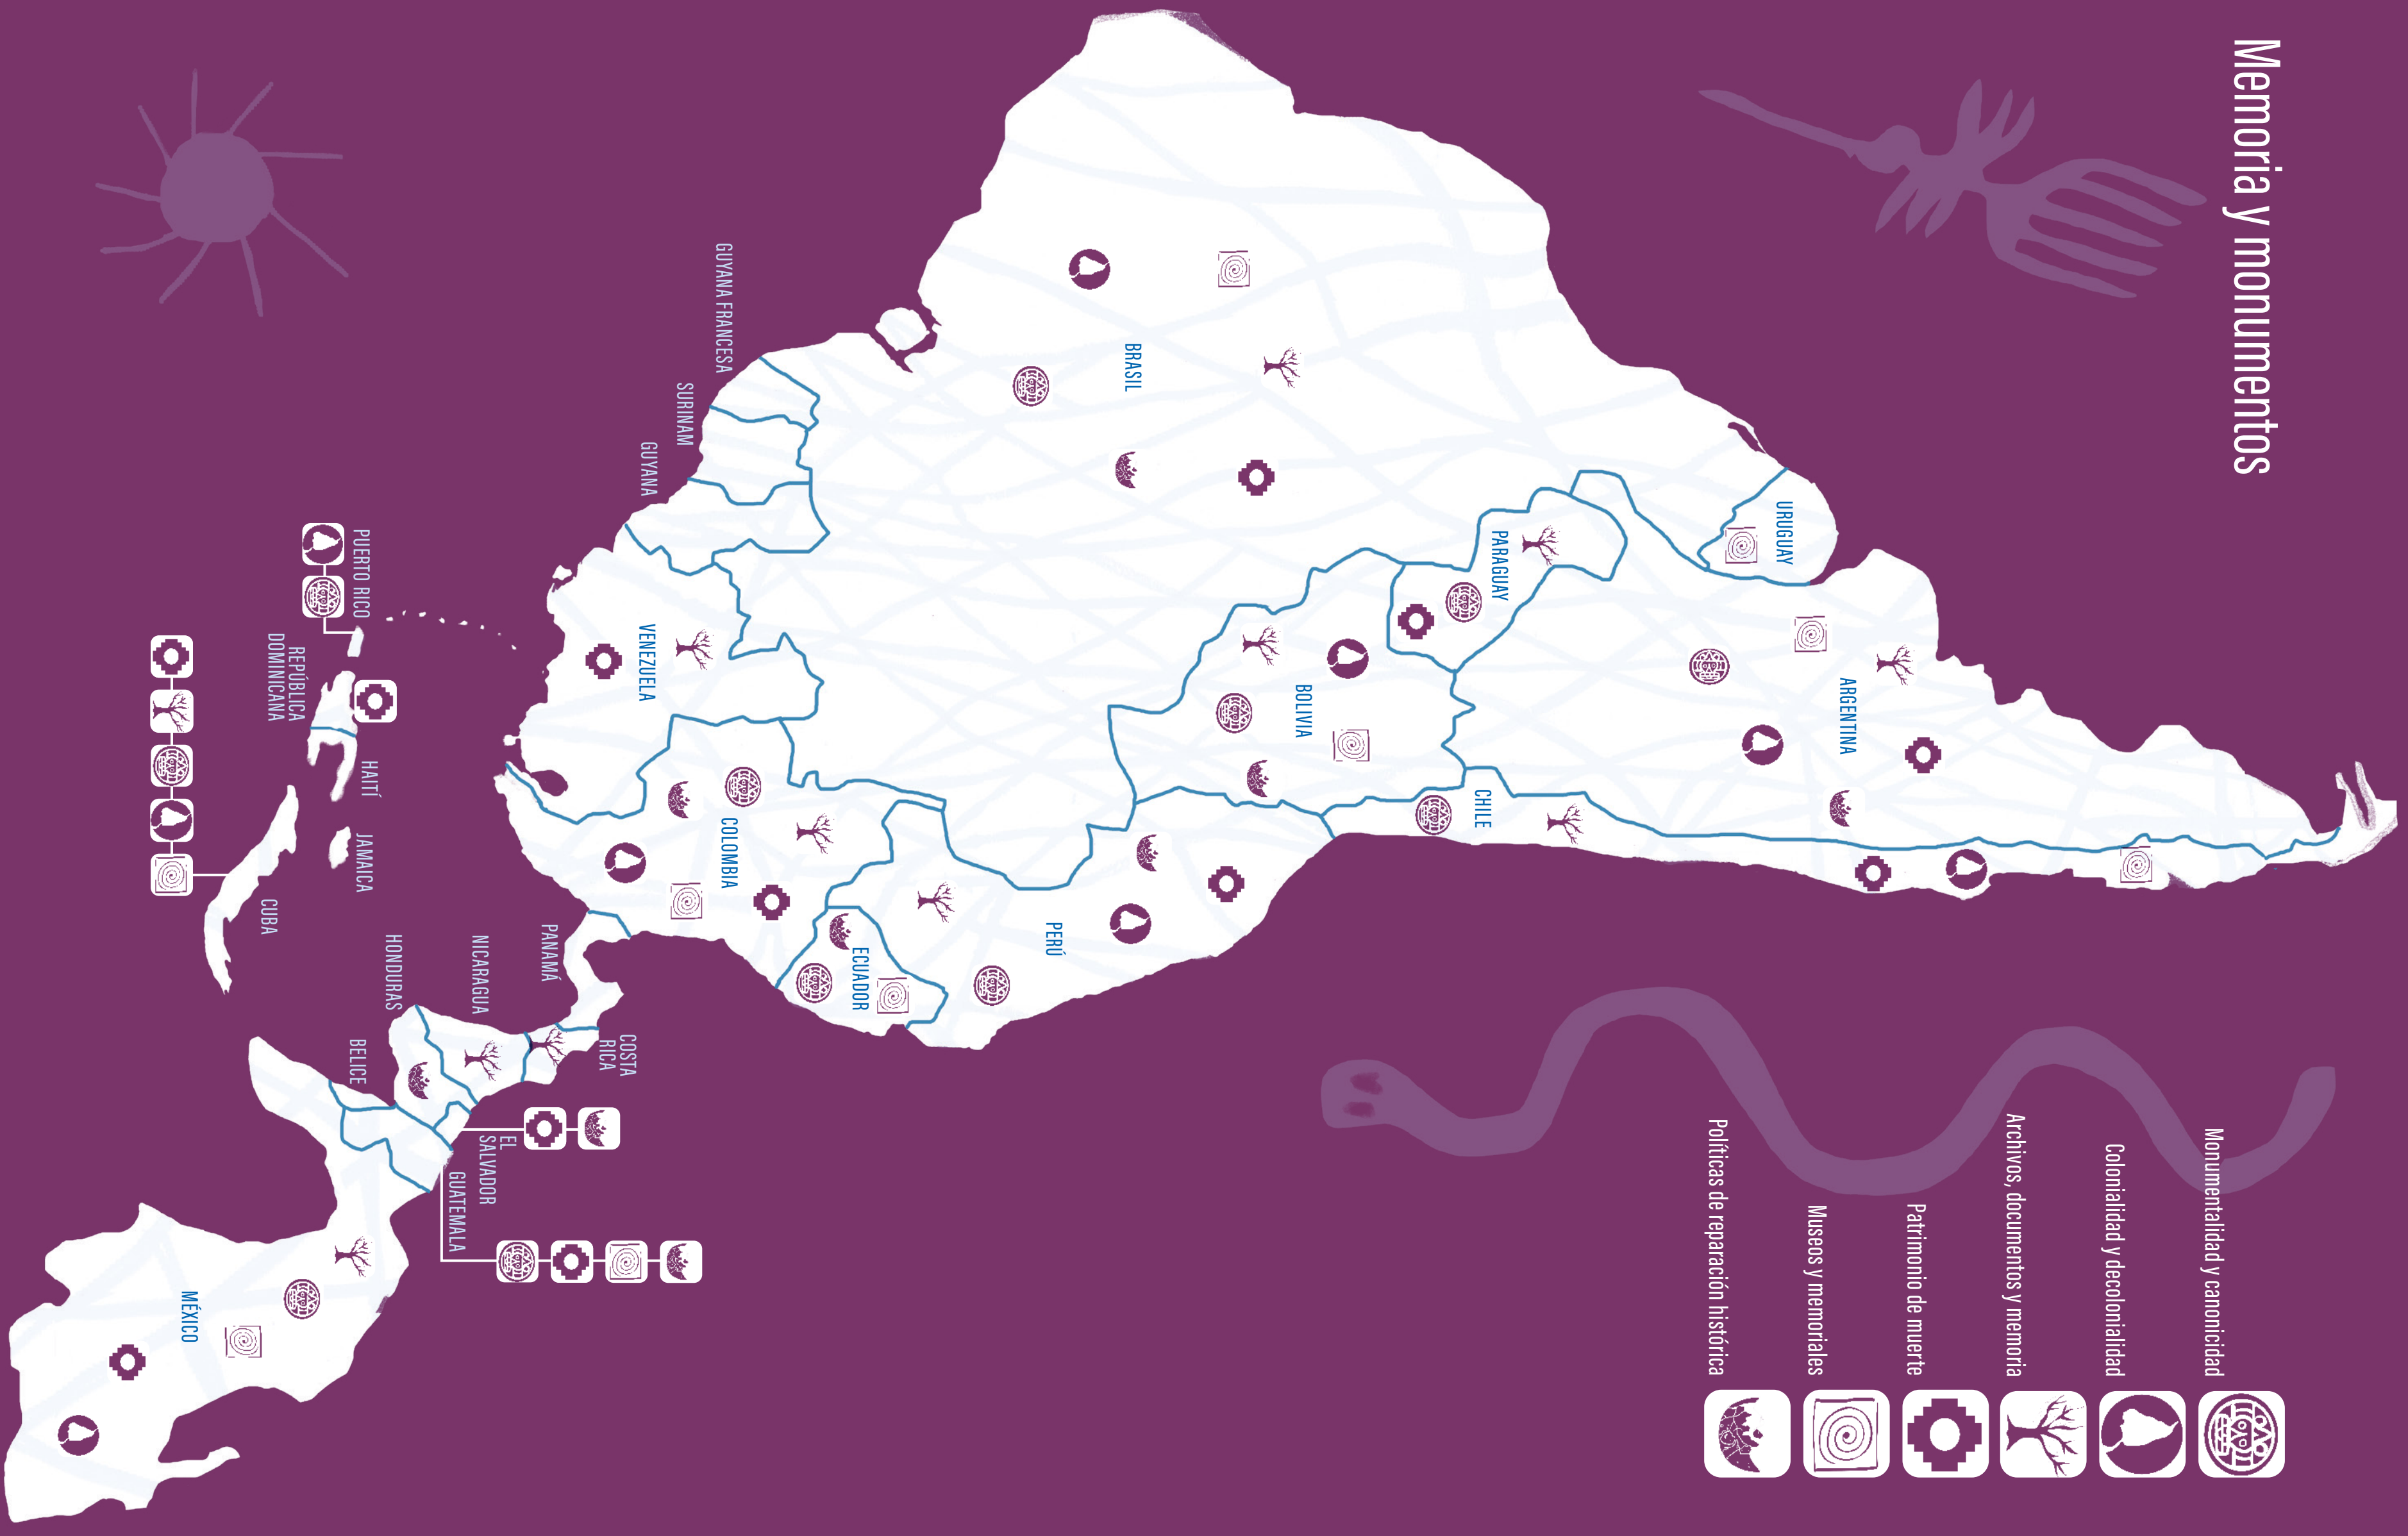 Memoria y monumentos
Monumentalidad y canonicidad
Colonialidad y decolonialidad
Archivos, documentos y memoria
Patrimonio de muerte
Museos y memoriales
Políticas de reparación histórica
URUGUAY
ARGENTINA
PARAGUAY
CHILE
BOLIVIA
BRASIL
PERÚ
ECUADOR
GUYANA FRANCESA
SURINAM
GUYANA
VENEZUELA
COLOMBIA
PANAMÁ
COSTA
RICA
NICARAGUA
HONDURAS
EL
SALVADOR
GUATEMALA
BELICE
PUERTO RICO
REPÚBLICA
DOMINICANA
HAITÍ
JAMAICA
CUBA
MÉXICO